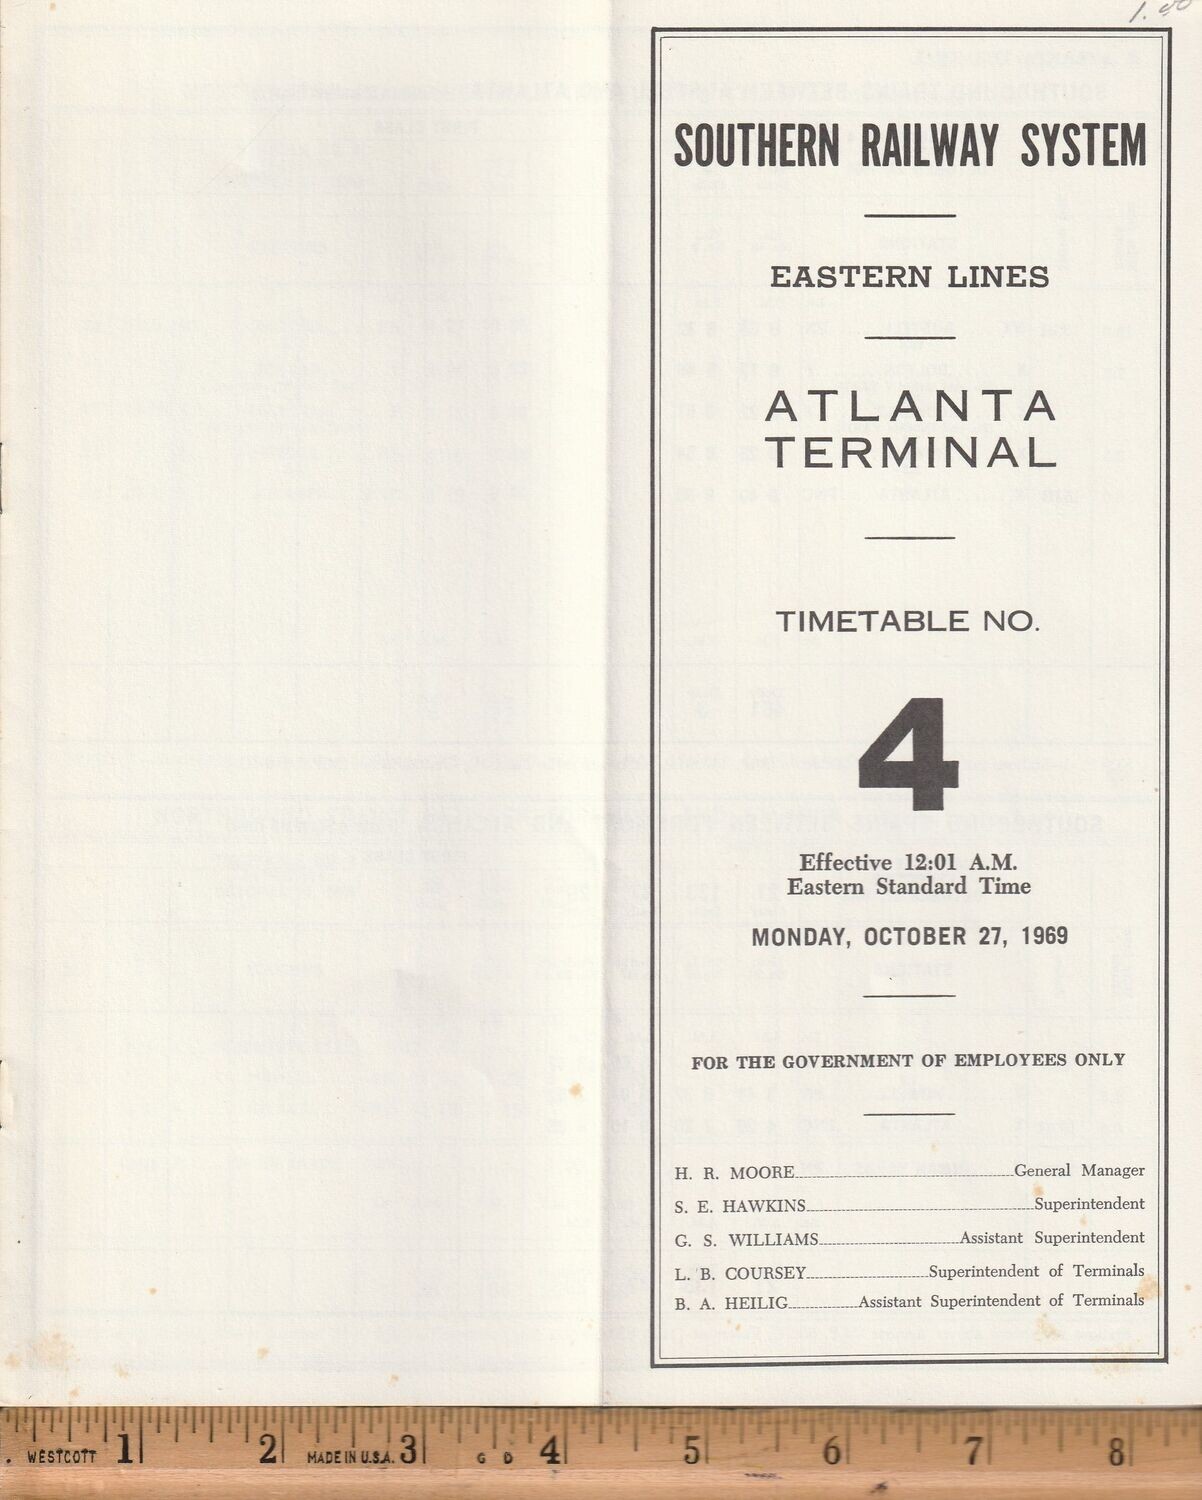 1.00
SOUTHERN RAILWAY SYSTEM
EASTERN LINES
ATLANTA
TERMINAL
TIMETABLE NO.
4
Effective 12:01 A.M.
Eastern Standard Time
MONDAY, OCTOBER 27, 1969
FOR THE GOVERNMENT OF EMPLOYEES ONLY
H. R. MOORE General Manager
S. E. HAWKINS Superintendent
G. S. WILLIAMS Assistant Superintendent
L. B. COURSEY Superintendent of Terminals
B. A. HEILIG Assistant Superintendent of Terminals
WESTCOTT 1 2 MADE IN U.S.A. 3 G D 4 5 6 7 8